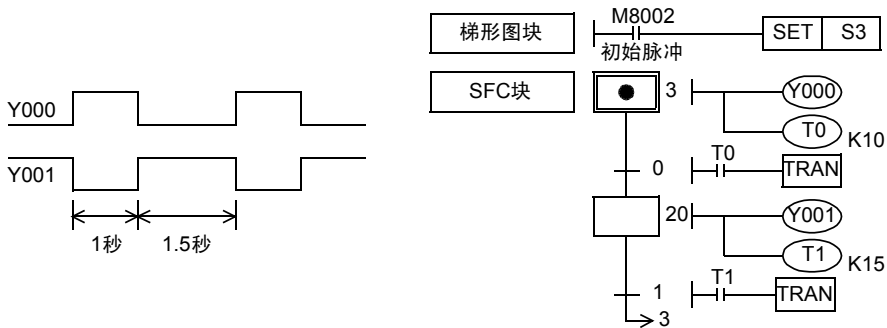 Y000
Y001
1秒 1.5秒
梯形图块
M8002
初始脉冲
SET S3
SFC块
3
Y000
T0 K10
0
T0
TRAN
20
Y001
T1 K15
1
T1
TRAN
3